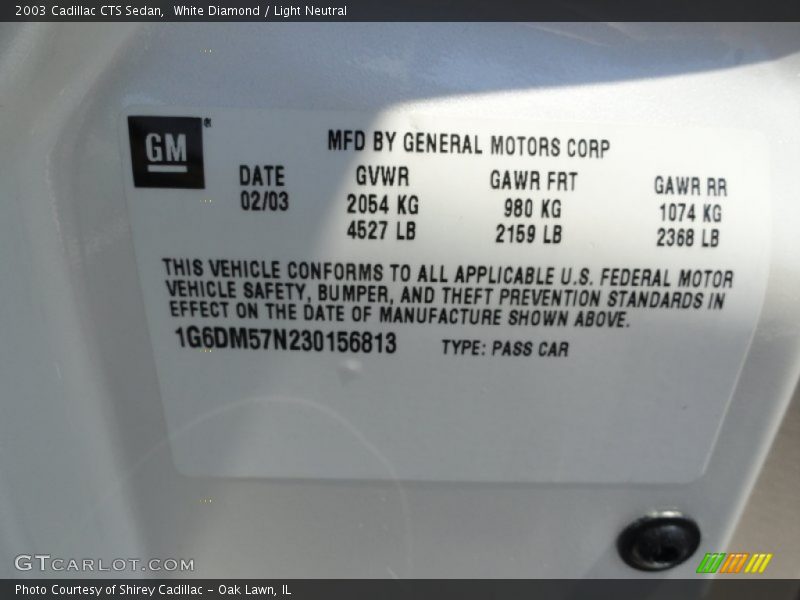 2003 Cadillac CTS Sedan, White Diamond / Light Neutral
GM®
MFD BY GENERAL MOTORS CORP
DATE GVWR GAWR FRT GAWR RR
02/03 2054 KG 980 KG 1074 KG
4527 LB 2159 LB 2368 LB
THIS VEHICLE CONFORMS TO ALL APPLICABLE U.S. FEDERAL MOTOR
VEHICLE SAFETY, BUMPER, AND THEFT PREVENTION STANDARDS IN
EFFECT ON THE DATE OF MANUFACTURE SHOWN ABOVE.
1G6DM57N230156813 TYPE: PASS CAR
GTCARLOT.COM
Photo Courtesy of Shirey Cadillac - Oak Lawn, IL